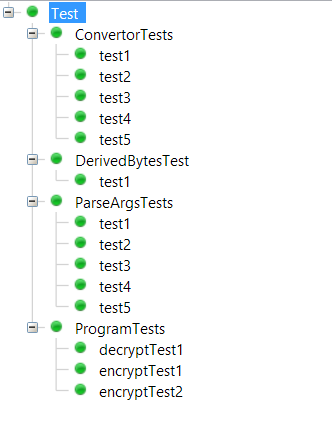 Test
ConvertorTests
test1
test2
test3
test4
test5
DerivedBytesTest
test1
ParseArgsTests
test1
test2
test3
test4
test5
ProgramTests
decryptTest1
encryptTest1
encryptTest2